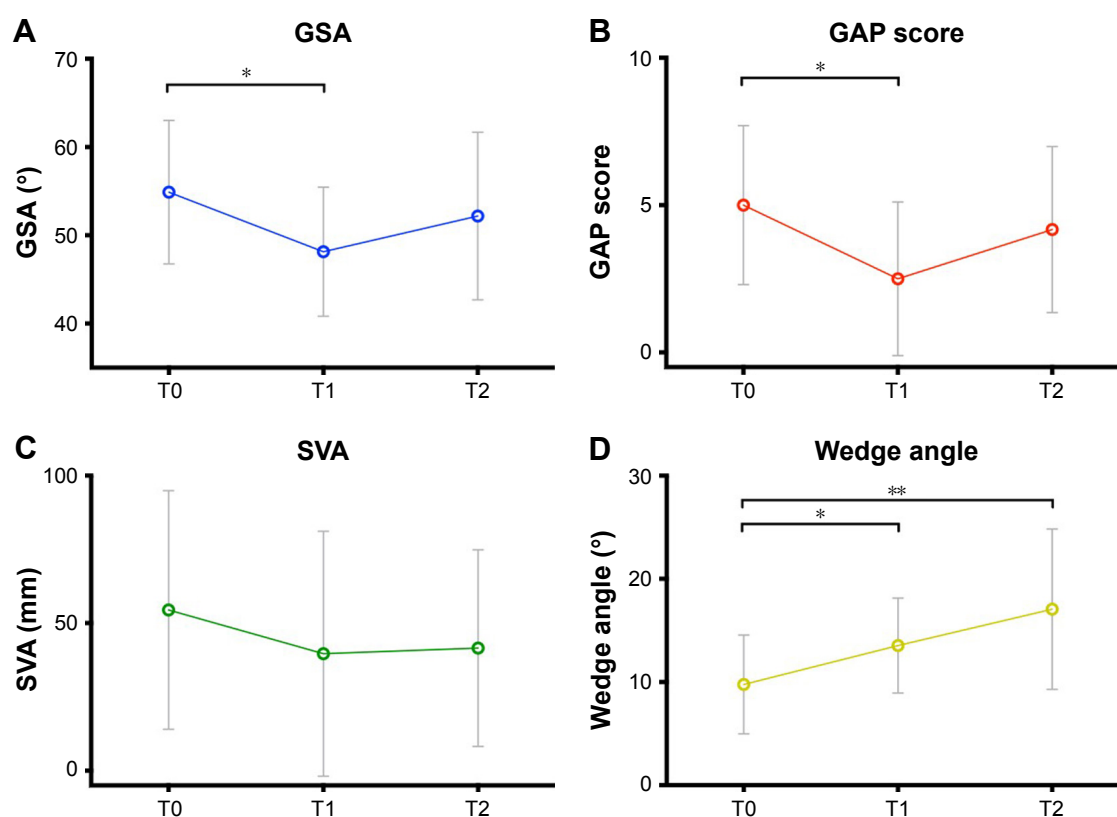 A
GSA
70
60
50
40
GSA (°)
*
T0
T1
T2
B
GAP score
10
5
0
GAP score
*
T0
T1
T2
C
SVA
100
50
0
SVA (mm)
T0
T1
T2
D
Wedge angle
30
20
10
0
Wedge angle (°)
**
*
T0
T1
T2